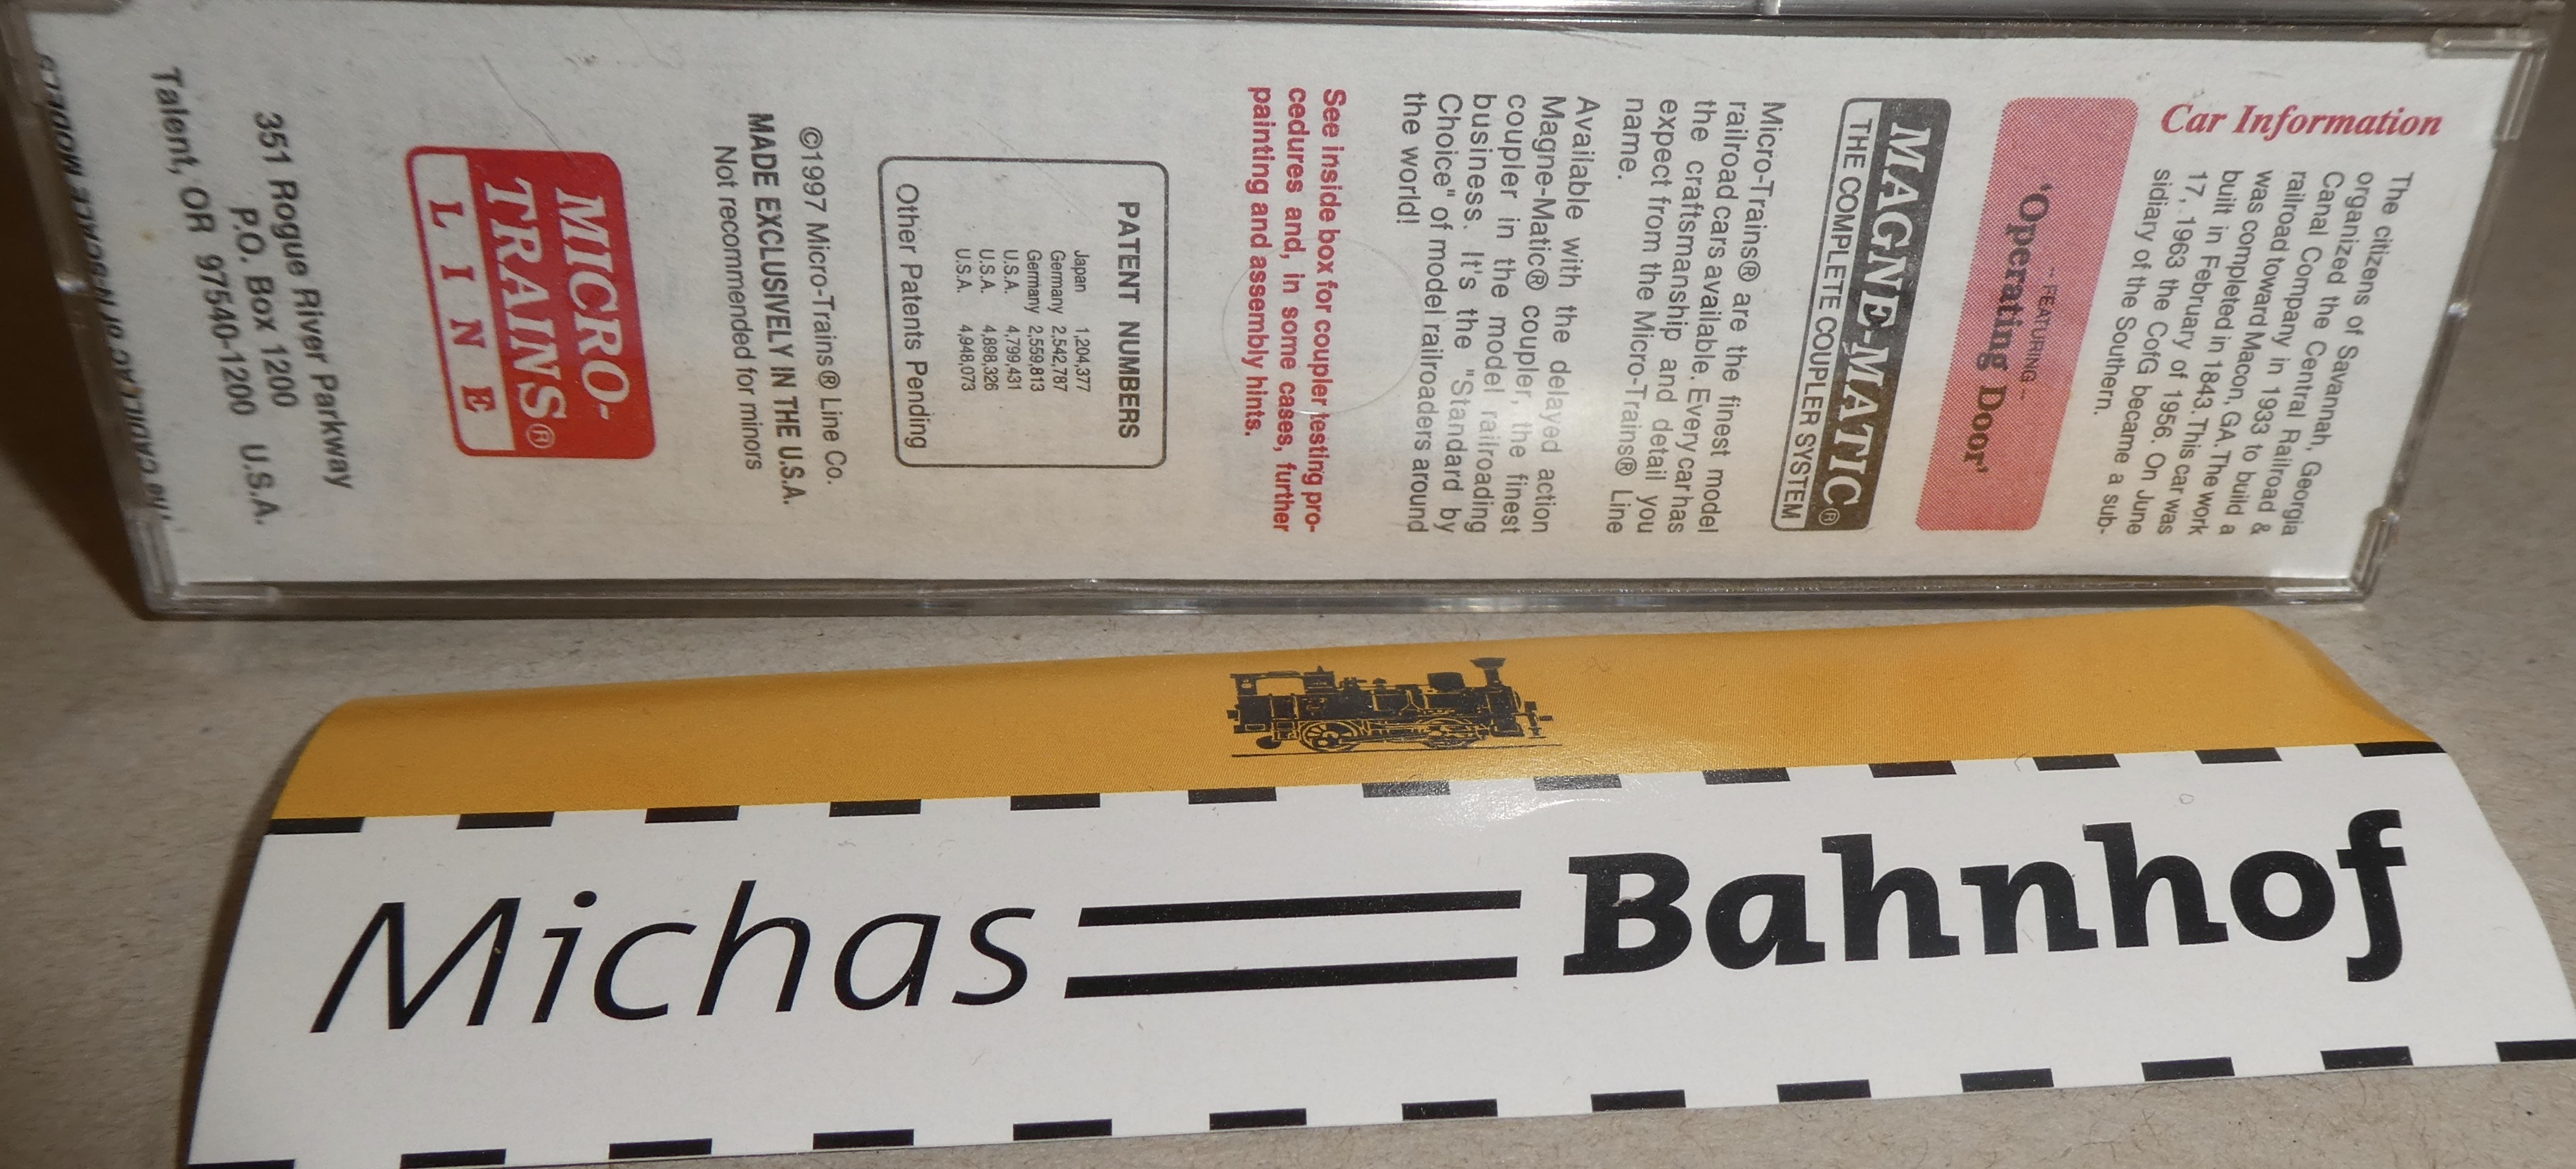 Car Information
The citizens of Savannah, Georgia
organized the Central Railroad &
Canal Company in 1933 to build a
railroad toward Macon, GA. The work
was completed in 1843. This car was
built in February of 1956. On June
17, 1963 the CofG became a sub-
sidiary of the Southern.
- FEATURING -
'Operating Door'
MAGNE-MATIC®
THE COMPLETE COUPLER SYSTEM
Micro-Trains® are the finest model
railroad cars available. Every car has
the craftsmanship and detail you
expect from the Micro-Trains® Line
name.
Available with the delayed action
Magne-Matic® coupler, the finest
coupler in the model railroading
business. It's the "Standard by
Choice" of model railroaders around
the world!
See inside box for coupler testing pro-
cedures and, in some cases, further
painting and assembly hints.
PATENT NUMBERS
Japan 1,204,377
Germany 2,542,787
Germany 2,559,813
U.S.A. 4,799,431
U.S.A. 4,898,326
U.S.A. 4,948,073
Other Patents Pending
©1997 Micro-Trains® Line Co.
MADE EXCLUSIVELY IN THE U.S.A.
Not recommended for minors
MICRO-
TRAINS®
LINE
351 Rogue River Parkway
P.O. Box 1200
Talent, OR 97540-1200 U.S.A.
Michas Bahnhof